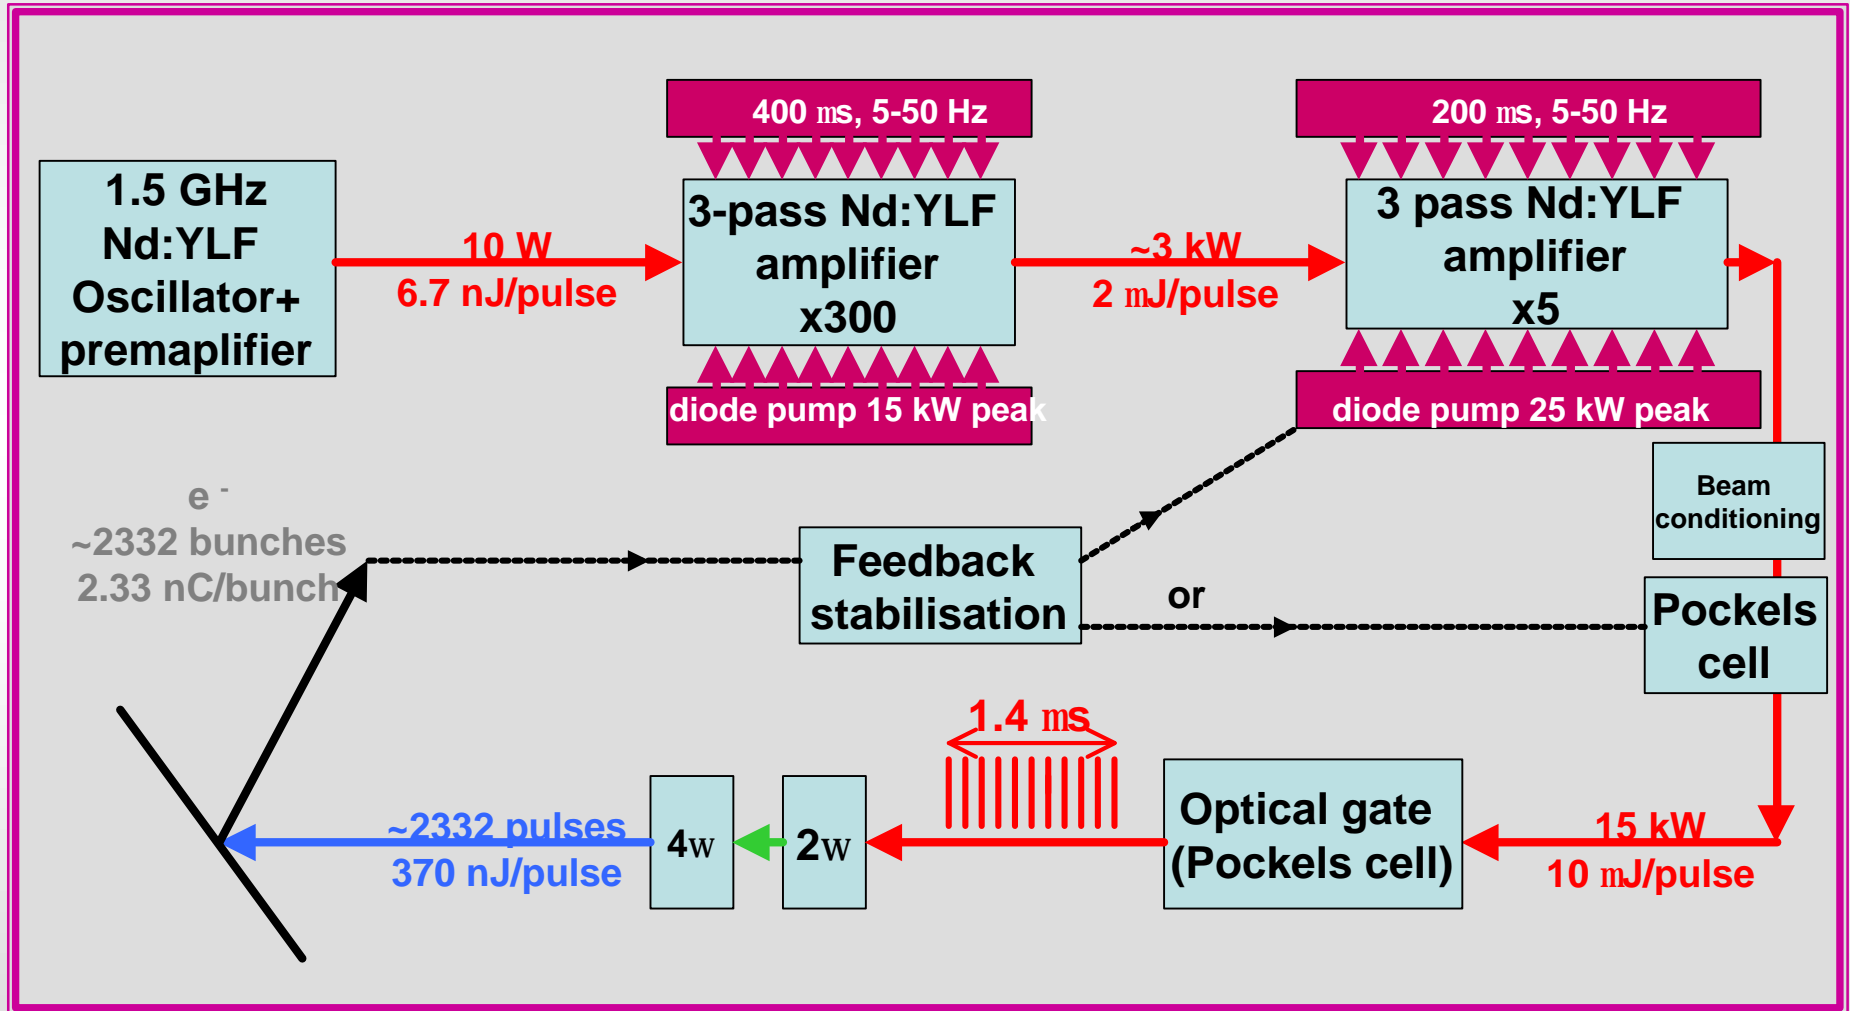 400 ms, 5-50 Hz
200 ms, 5-50 Hz
1.5 GHz
Nd:YLF
Oscillator+
premaplifier
10 W
6.7 nJ/pulse
3-pass Nd:YLF
amplifier
x300
~3 kW
2 mJ/pulse
3 pass Nd:YLF
amplifier
x5
diode pump 15 kW peak
diode pump 25 kW peak
Beam
conditioning
e -
~2332 bunches
2.33 nC/bunch
Feedback
stabilisation
or
Pockels
cell
1.4 ms
~2332 pulses
370 nJ/pulse
4w
2w
Optical gate
(Pockels cell)
15 kW
10 mJ/pulse